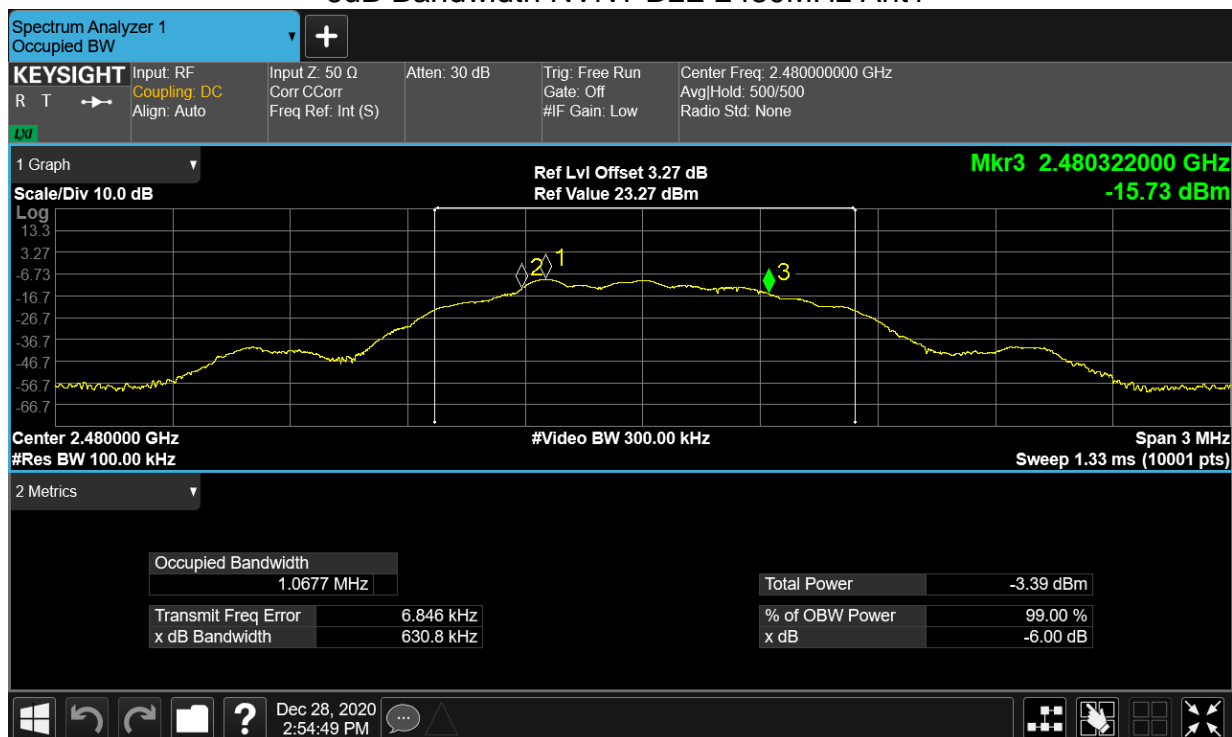 Spectrum Analyzer 1
Occupied BW
KEYSIGHT
R T
LXI
Input: RF
Coupling: DC
Align: Auto
Input Z: 50 Ω
Corr CCorr
Freq Ref: Int (S)
Atten: 30 dB
Trig: Free Run
Gate: Off
#IF Gain: Low
Center Freq: 2.480000000 GHz
Avg|Hold: 500/500
Radio Std: None
1 Graph
Scale/Div 10.0 dB
Ref Lvl Offset 3.27 dB
Ref Value 23.27 dBm
Mkr3 2.480322000 GHz
-15.73 dBm
Log
13.3
3.27
-6.73
-16.7
-26.7
-36.7
-46.7
-56.7
-66.7
2
1
3
Center 2.480000 GHz
#Res BW 100.00 kHz
#Video BW 300.00 kHz
Span 3 MHz
Sweep 1.33 ms (10001 pts)
2 Metrics
Occupied Bandwidth
1.0677 MHz
Transmit Freq Error 6.846 kHz
x dB Bandwidth 630.8 kHz
Total Power -3.39 dBm
% of OBW Power 99.00 %
x dB -6.00 dB
?
Dec 28, 2020
2:54:49 PM